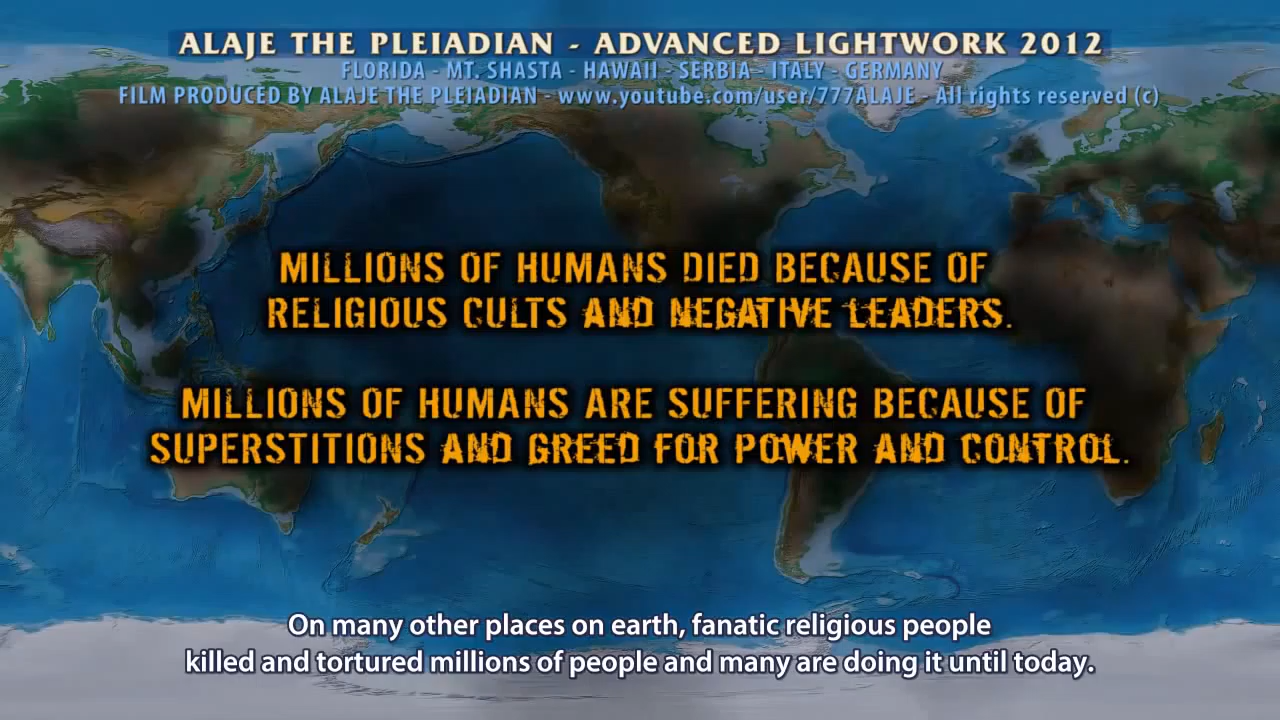 ALAJE THE PLEIADIAN - ADVANCED LIGHTWORK 2012
FLORIDA - MT. SHASTA - HAWAII - SERBIA - ITALY - GERMANY
FILM PRODUCED BY ALAJE THE PLEIADIAN - www.youtube.com/user/777ALAJE - All rights reserved (c)
MILLIONS OF HUMANS DIED BECAUSE OF
RELIGIOUS CULTS AND NEGATIVE LEADERS.
MILLIONS OF HUMANS ARE SUFFERING BECAUSE OF
SUPERSTITIONS AND GREED FOR POWER AND CONTROL.
On many other places on earth, fanatic religious people
killed and tortured millions of people and many are doing it until today.